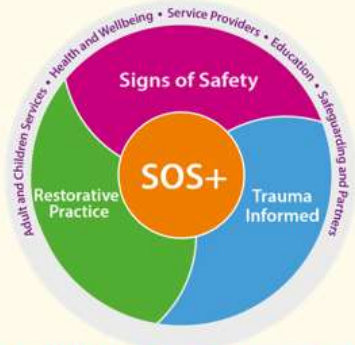 Adult and Children Services • Health and Wellbeing • Service Providers • Education • Safeguarding and Partners
Signs of Safety
SOS+
Restorative
Practice
Trauma
Informed